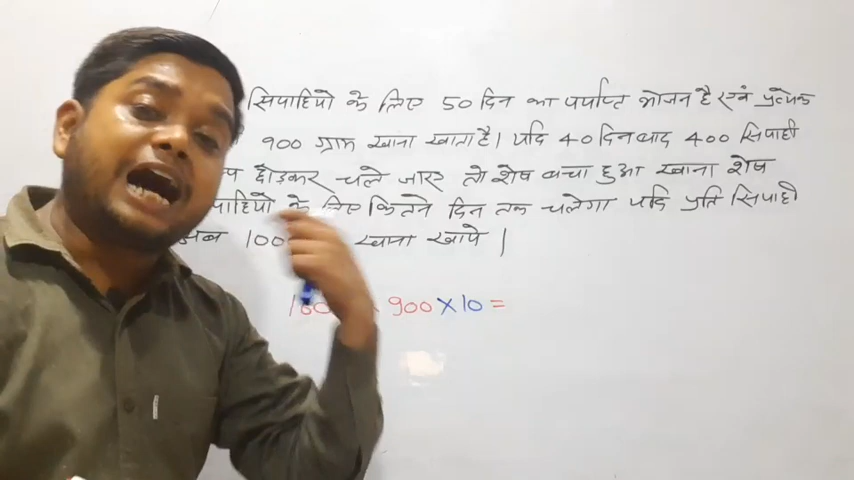 सिपाहियो के लिए 50 दिन का पर्याप्त भोजन है एवं प्रत्येक
900 ग्राम खाना खाता है। यदि 40 दिन बाद 400 सिपाही
छोड़कर चले जाए तो शेष बचा हुआ खाना शेष
के लिए कितने दिन तक चलेगा यदि प्रति सिपाही
अब 100 खाना खाये |
900 × 10 =